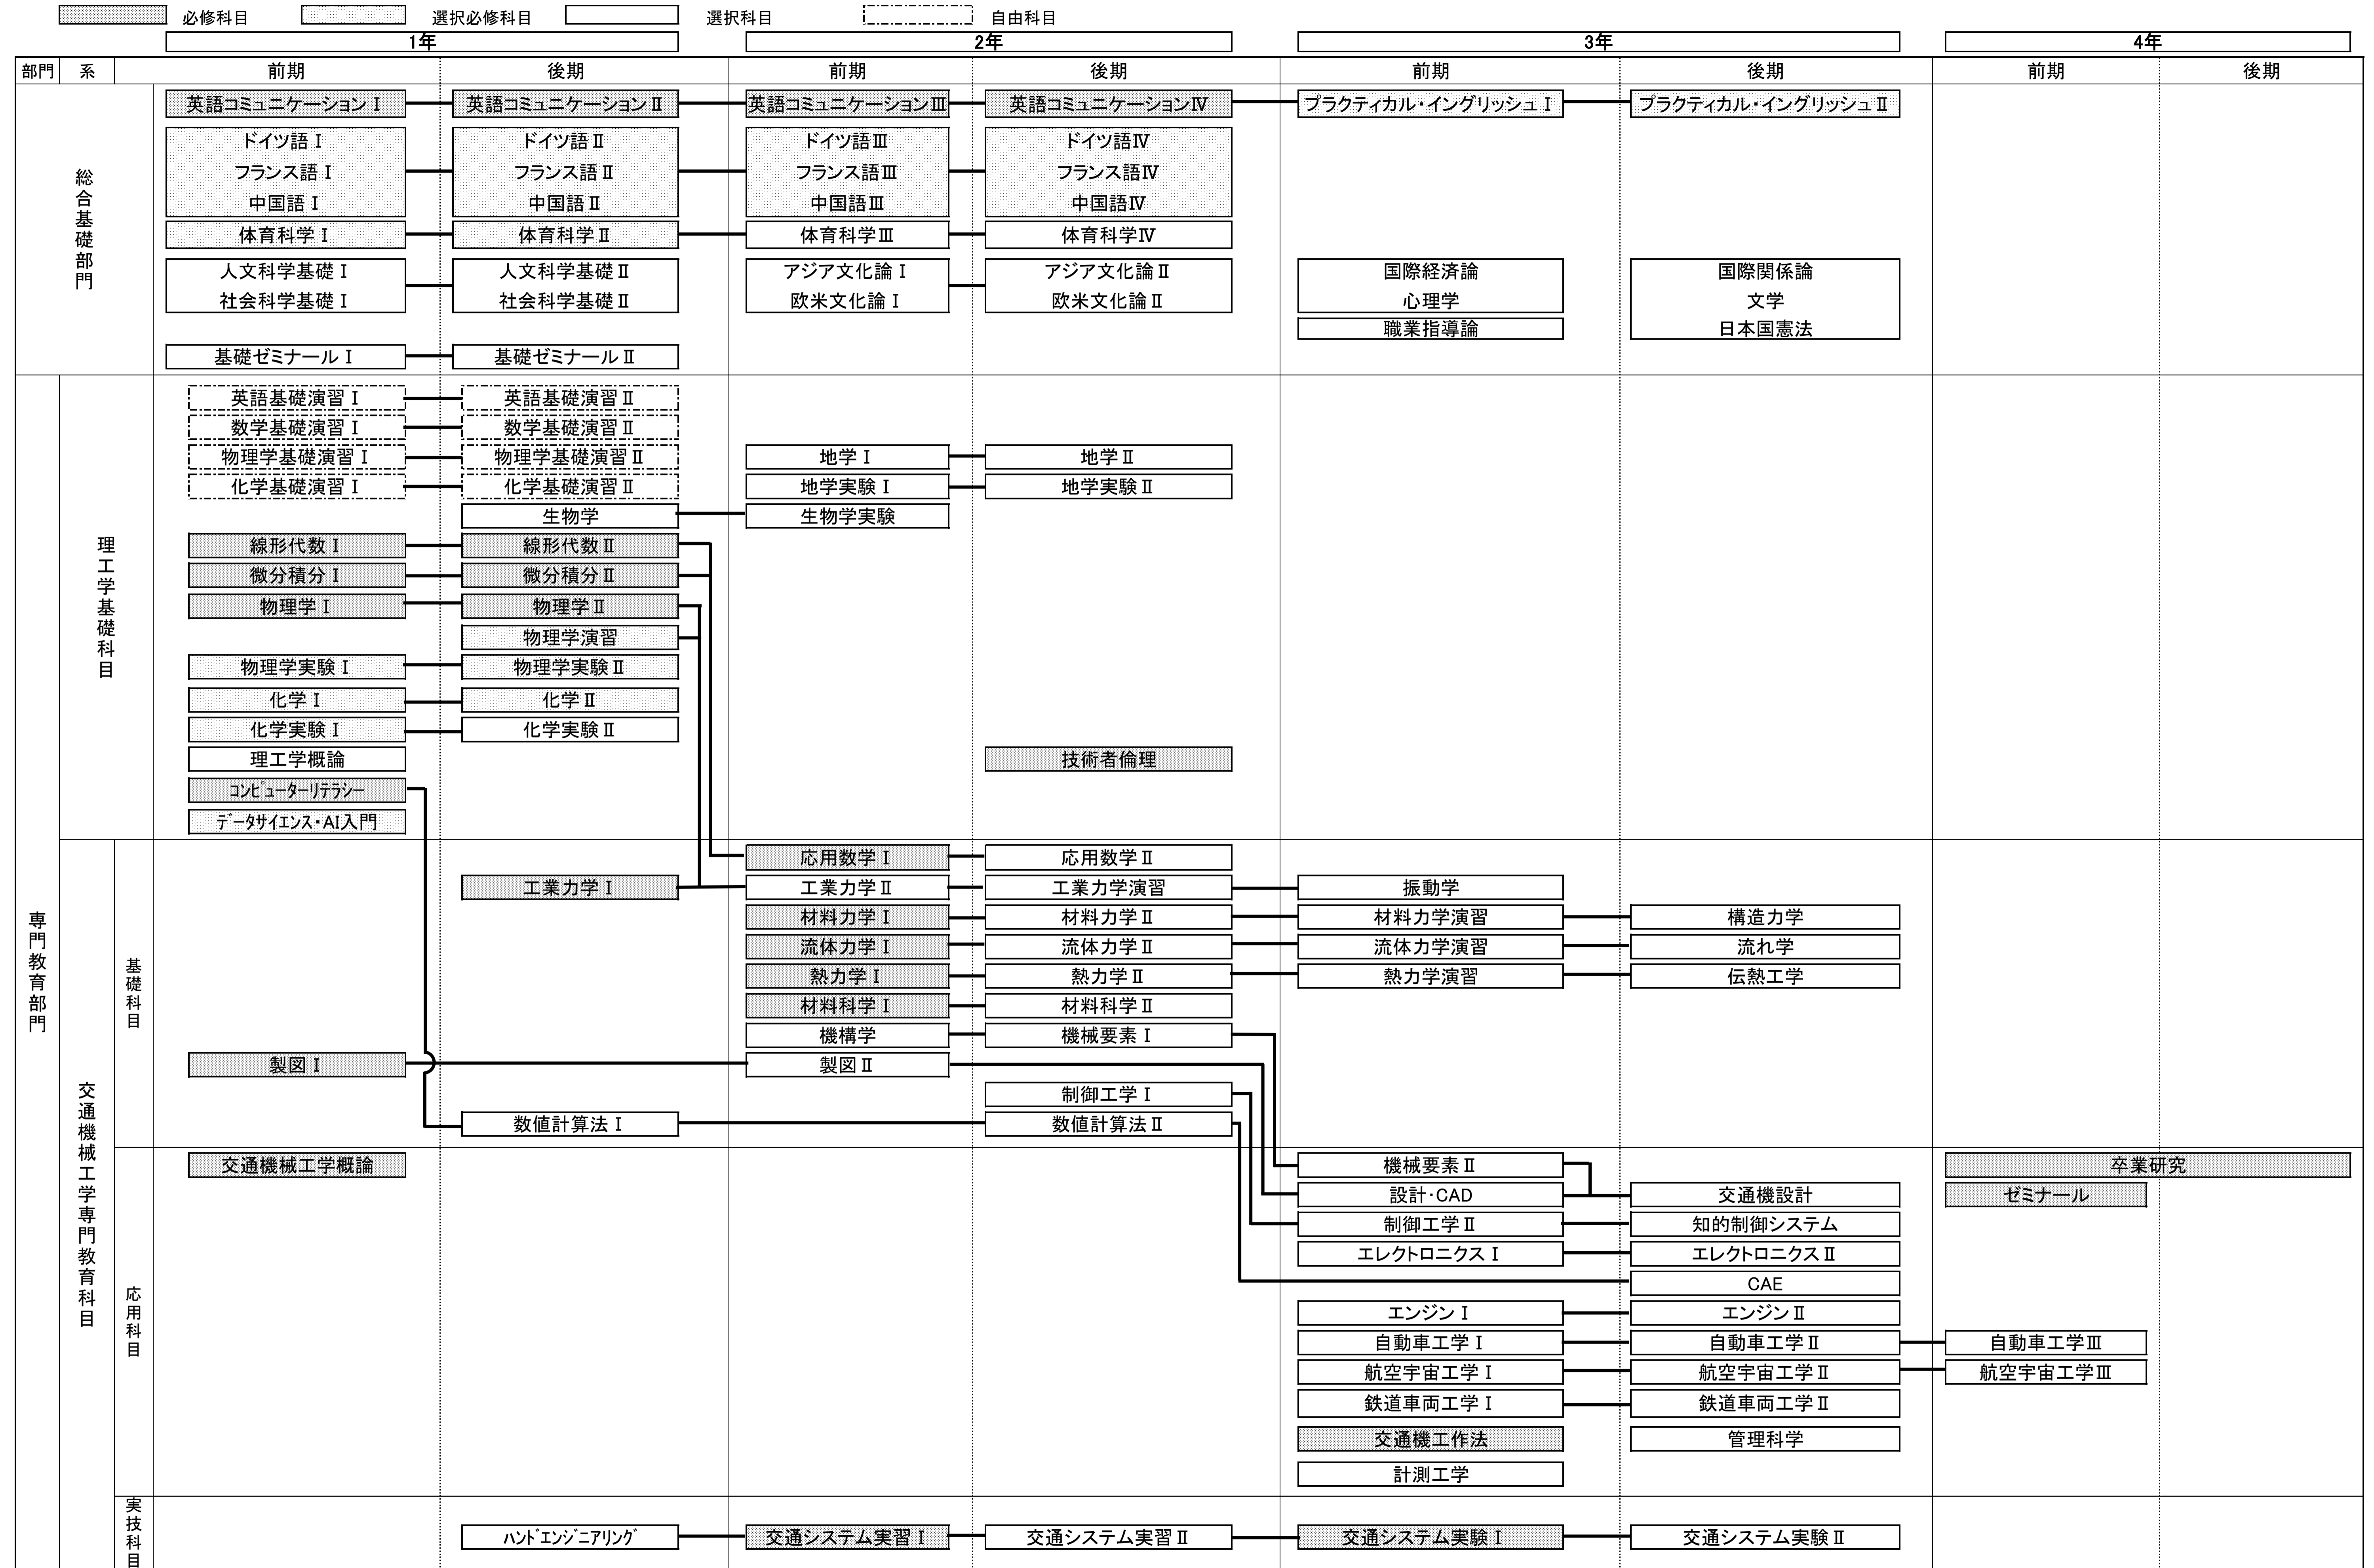 必修科目 選択必修科目 選択科目 自由科目
1年 2年 3年 4年
部門 系 前期 後期 前期 後期 前期 後期 前期 後期
総合基礎部門
英語コミュニケーションⅠ 英語コミュニケーションⅡ 英語コミュニケーションⅢ 英語コミュニケーションⅣ プラクティカル・イングリッシュⅠ プラクティカル・イングリッシュⅡ
ドイツ語Ⅰ ドイツ語Ⅱ ドイツ語Ⅲ ドイツ語Ⅳ
フランス語Ⅰ フランス語Ⅱ フランス語Ⅲ フランス語Ⅳ
中国語Ⅰ 中国語Ⅱ 中国語Ⅲ 中国語Ⅳ
体育科学Ⅰ 体育科学Ⅱ 体育科学Ⅲ 体育科学Ⅳ
人文科学基礎Ⅰ 人文科学基礎Ⅱ アジア文化論Ⅰ アジア文化論Ⅱ 国際経済論 国際関係論
社会科学基礎Ⅰ 社会科学基礎Ⅱ 欧米文化論Ⅰ 欧米文化論Ⅱ 心理学 文学
職業指導論 日本国憲法
基礎ゼミナールⅠ 基礎ゼミナールⅡ
専門教育部門
理工学基礎科目
英語基礎演習Ⅰ 英語基礎演習Ⅱ
数学基礎演習Ⅰ 数学基礎演習Ⅱ
物理学基礎演習Ⅰ 物理学基礎演習Ⅱ 地学Ⅰ 地学Ⅱ
化学基礎演習Ⅰ 化学基礎演習Ⅱ 地学実験Ⅰ 地学実験Ⅱ
生物学 生物学実験
線形代数Ⅰ 線形代数Ⅱ
微分積分Ⅰ 微分積分Ⅱ
物理学Ⅰ 物理学Ⅱ
物理学演習
物理学実験Ⅰ 物理学実験Ⅱ
化学Ⅰ 化学Ⅱ
化学実験Ⅰ 化学実験Ⅱ
理工学概論 技術者倫理
コンピューターリテラシー
データサイエンス・AI入門
交通機械工学専門教育科目
基礎科目
応用数学Ⅰ 応用数学Ⅱ
工業力学Ⅰ 工業力学Ⅱ 工業力学演習 振動学
材料力学Ⅰ 材料力学Ⅱ 材料力学演習 構造力学
流体力学Ⅰ 流体力学Ⅱ 流体力学演習 流れ学
熱力学Ⅰ 熱力学Ⅱ 熱力学演習 伝熱工学
材料科学Ⅰ 材料科学Ⅱ
機構学 機械要素Ⅰ
製図Ⅰ 製図Ⅱ
制御工学Ⅰ
数値計算法Ⅰ 数値計算法Ⅱ
応用科目
交通機械工学概論 機械要素Ⅱ 卒業研究
設計・CAD 交通機設計 ゼミナール
制御工学Ⅱ 知的制御システム
エレクトロニクスⅠ エレクトロニクスⅡ
CAE
エンジンⅠ エンジンⅡ
自動車工学Ⅰ 自動車工学Ⅱ 自動車工学Ⅲ
航空宇宙工学Ⅰ 航空宇宙工学Ⅱ 航空宇宙工学Ⅲ
鉄道車両工学Ⅰ 鉄道車両工学Ⅱ
交通機工作法 管理科学
計測工学
実技科目
ハンドエンジニアリング 交通システム実習Ⅰ 交通システム実習Ⅱ 交通システム実験Ⅰ 交通システム実験Ⅱ